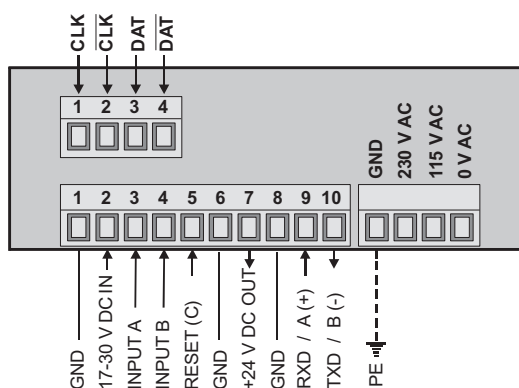 CLK
C̅L̅K̅
DAT
D̅A̅T̅
1 2 3 4
GND
230 V AC
115 V AC
0 V AC
1 2 3 4 5 6 7 8 9 10
GND
17-30 V DC IN
INPUT A
INPUT B
RESET (C)
GND
+24 V DC OUT
GND
RXD / A (+)
TXD / B (-)
PE